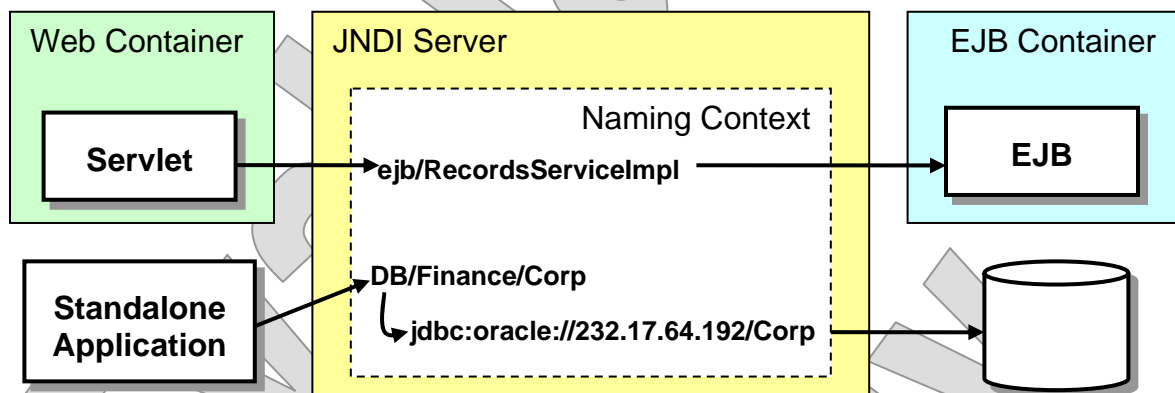 Web Container
JNDI Server
EJB Container
Naming Context
Servlet
ejb/RecordsServiceImpl
EJB
DB/Finance/Corp
Standalone
Application
jdbc:oracle://232.17.64.192/Corp